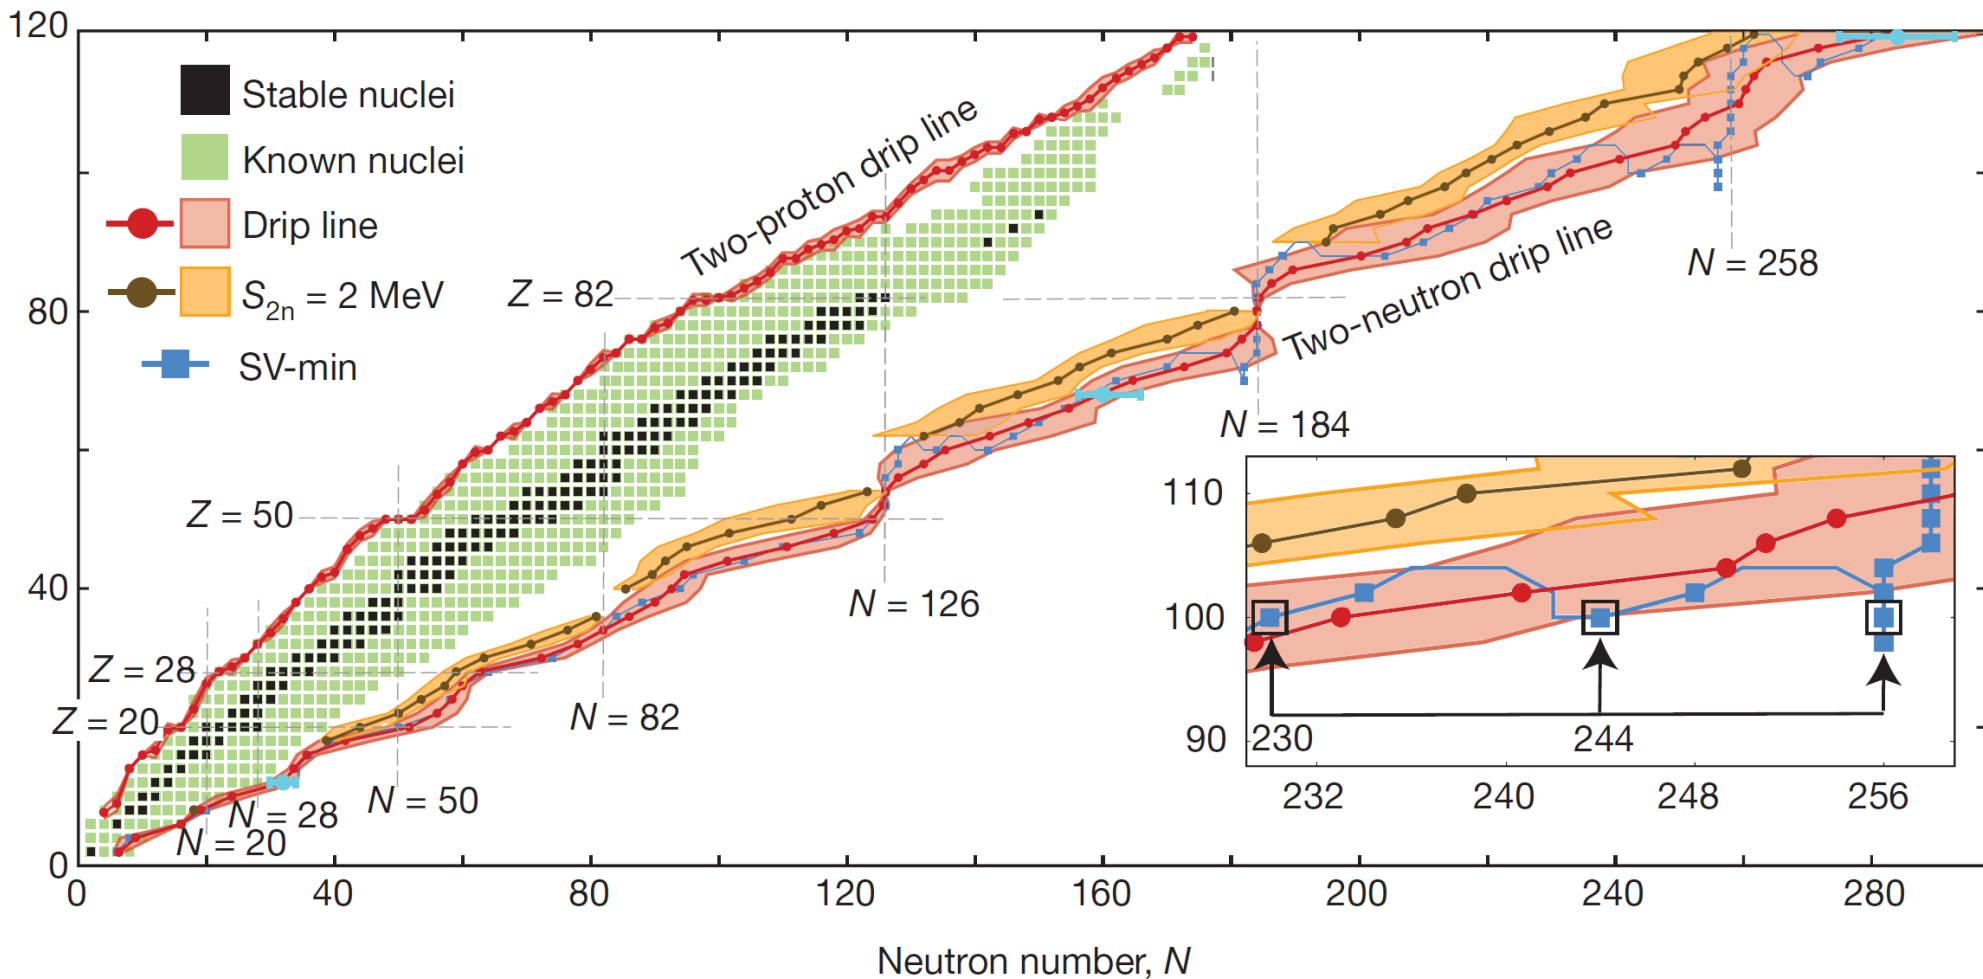 120
80
40
0
Stable nuclei
Known nuclei
Drip line
S2n = 2 MeV
SV-min
Two-proton drip line
Two-neutron drip line
Z = 82
Z = 50
Z = 28
Z = 20
N = 258
N = 184
N = 126
N = 82
N = 50
N = 28
N = 20
110
100
90
230
244
232
240
248
256
0
40
80
120
160
200
240
280
Neutron number, N